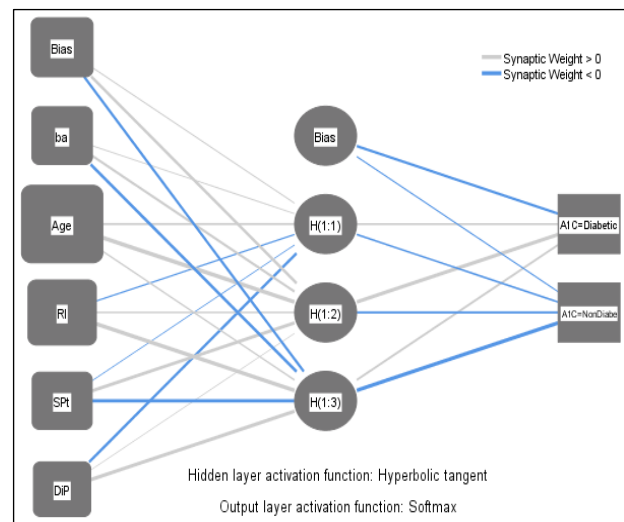 Synaptic Weight > 0
Synaptic Weight < 0
Bias
ba
Age
RI
SPt
DiP
Bias
H(1:1)
H(1:2)
H(1:3)
A1C=Diabetic
A1C=NonDiabe
Hidden layer activation function: Hyperbolic tangent
Output layer activation function: Softmax